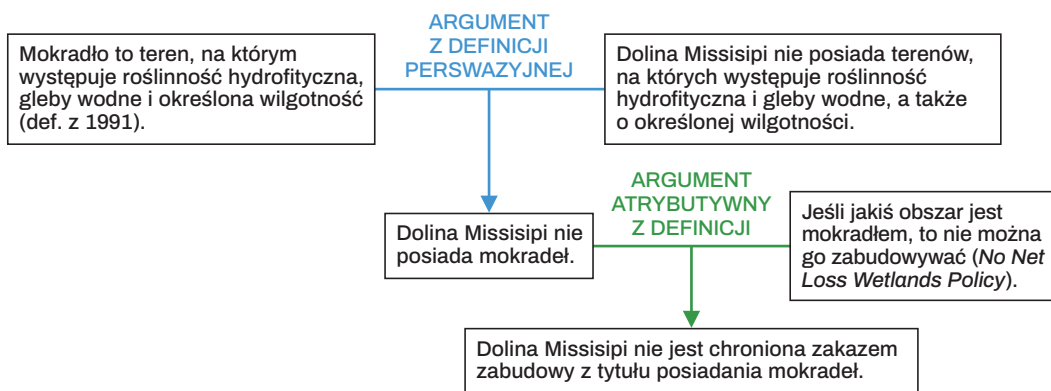 ARGUMENT
Z DEFINICJI
PERSWAZYJNEJ
Mokradło to teren, na którym
występuje roślinność hydrofityczna,
gleby wodne i określona wilgotność
(def. z 1991).
Dolina Missisipi nie posiada terenów,
na których występuje roślinność
hydrofityczna i gleby wodne, a także
o określonej wilgotności.
ARGUMENT
ATRYBUTYWNY
Z DEFINICJI
Dolina Missisipi nie
posiada mokradeł.
Jeśli jakiś obszar jest
mokradłem, to nie można
go zabudowywać (No Net
Loss Wetlands Policy).
Dolina Missisipi nie jest chroniona zakazem
zabudowy z tytułu posiadania mokradeł.